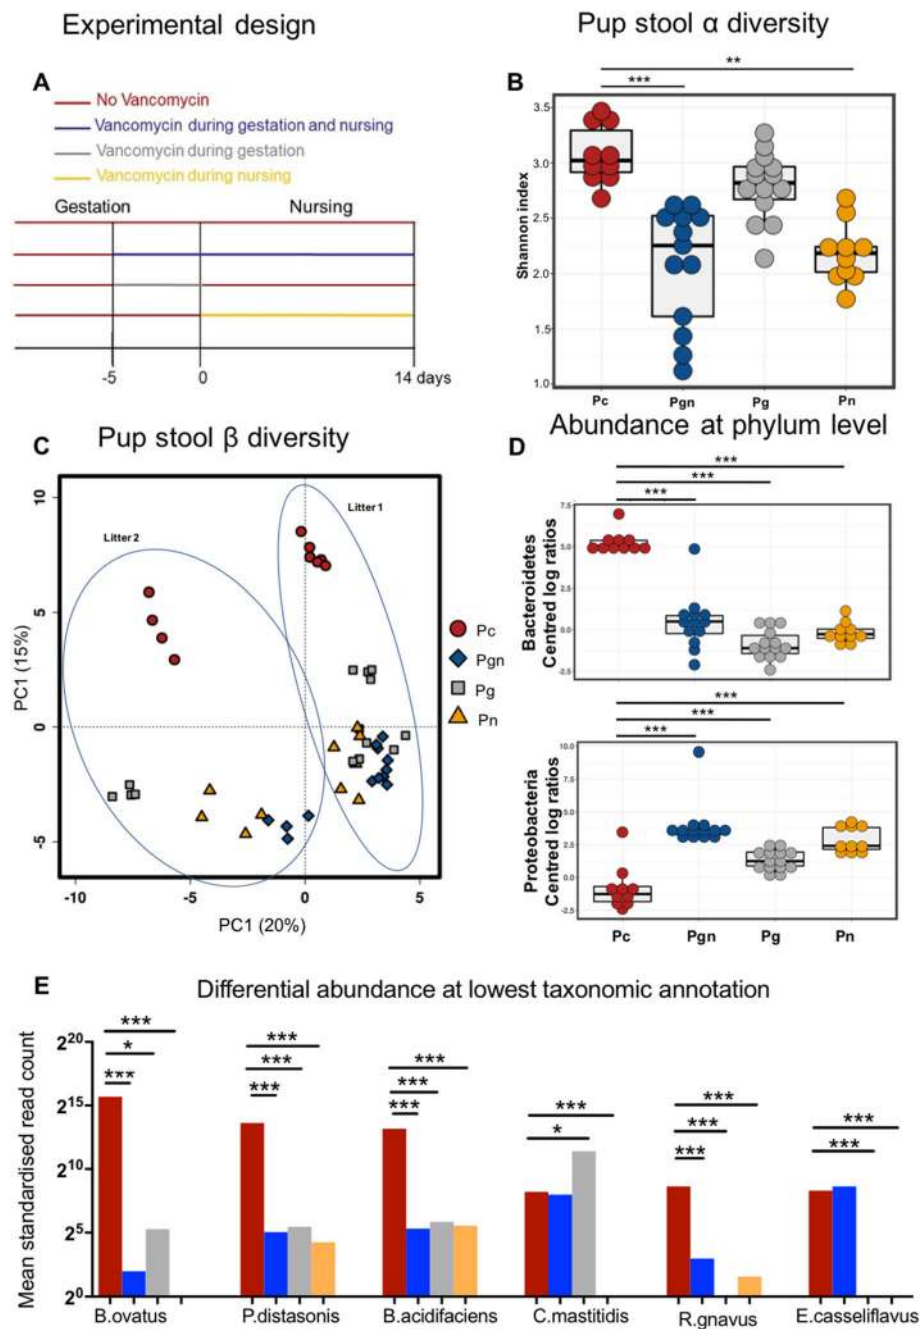 Experimental design
Pup stool α diversity
A
No Vancomycin
Vancomycin during gestation and nursing
Vancomycin during gestation
Vancomycin during nursing
Gestation Nursing
-5 0 14 days
B
**
***
Shannon index
3.5
3.0
2.5
2.0
1.5
1.0
Pc Pgn Pg Pn
C Pup stool β diversity
Litter 1
Litter 2
PC1 (15%)
10
5
0
-5
-10 -5 0 5
PC1 (20%)
Pc
Pgn
Pg
Pn
Abundance at phylum level
D
***
***
***
Bacteroidetes
Centred log ratios
7.5
5.0
2.5
0.0
-2.5
***
***
***
Proteobacteria
Centred log ratios
10.0
7.5
5.0
2.5
0.0
-2.5
Pc Pgn Pg Pn
E Differential abundance at lowest taxonomic annotation
Mean standardised read count
2^20
2^15
2^10
2^5
2^0
***
*
***
***
***
***
***
***
***
***
*
***
***
***
***
***
B.ovatus P.distasonis B.acidifaciens C.mastitidis R.gnavus E.casseliflavus